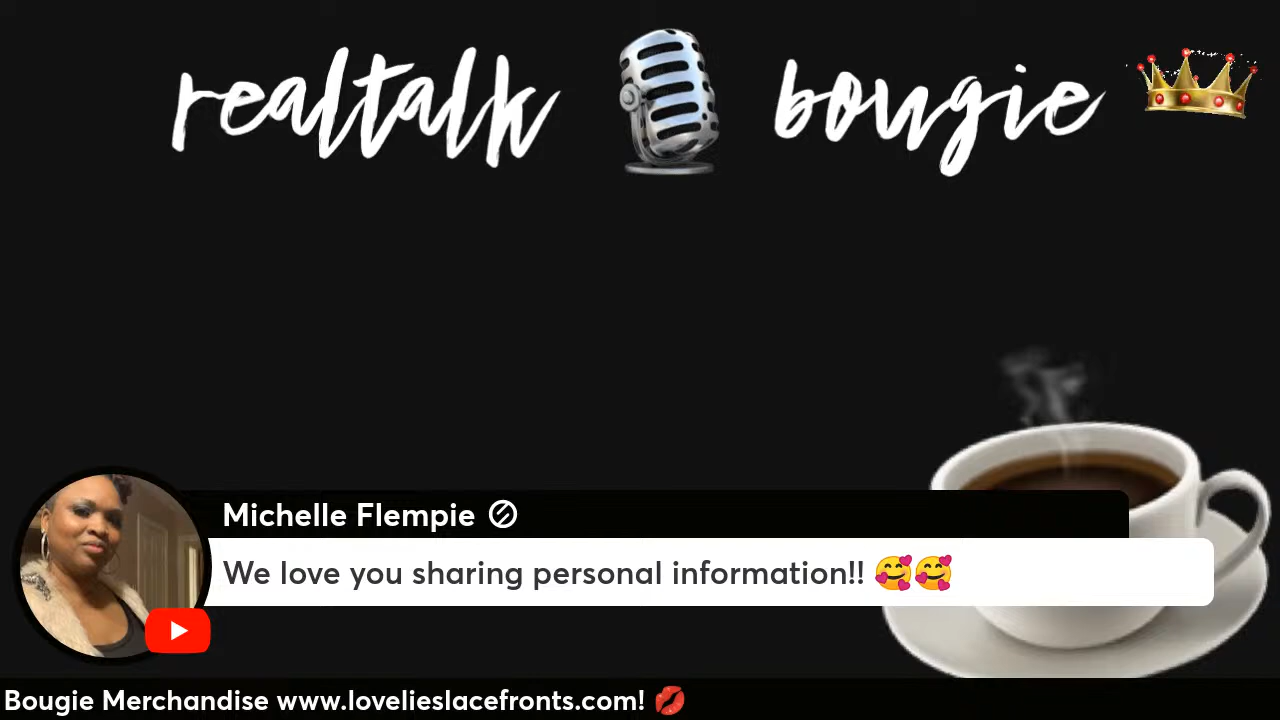 realtalk bougie
Michelle Flempie
We love you sharing personal information!! 🥰🥰
Bougie Merchandise www.lovelieslacefronts.com! 💋